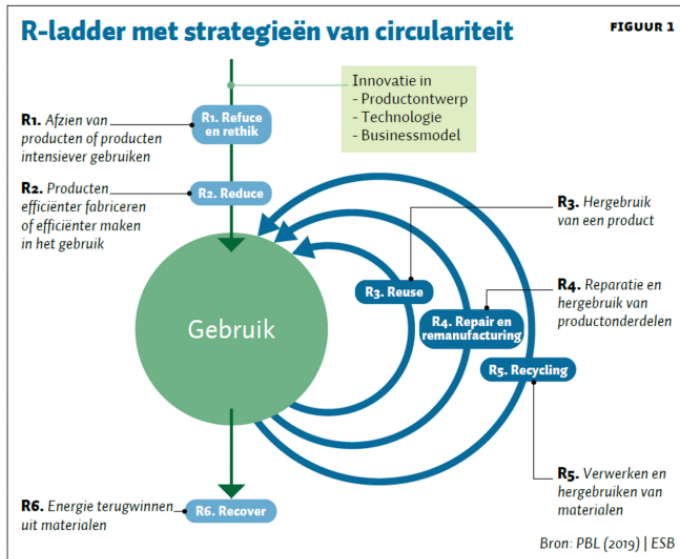 R-ladder met strategieën van circulariteit
FIGUUR 1
Innovatie in
- Productontwerp
- Technologie
- Businessmodel
R1. Afzien van
producten of producten
intensiever gebruiken
R1. Refuce
en rethik
R2. Producten
efficiënter fabriceren
of efficiënter maken
in het gebruik
R2. Reduce
R3. Hergebruik
van een product
R3. Reuse
R4. Reparatie en
hergebruik van
productonderdelen
Gebruik
R4. Repair en
remanufacturing
R5. Recycling
R5. Verwerken en
hergebruiken van
materialen
R6. Energie terugwinnen
uit materialen
R6. Recover
Bron: PBL (2019) | ESB